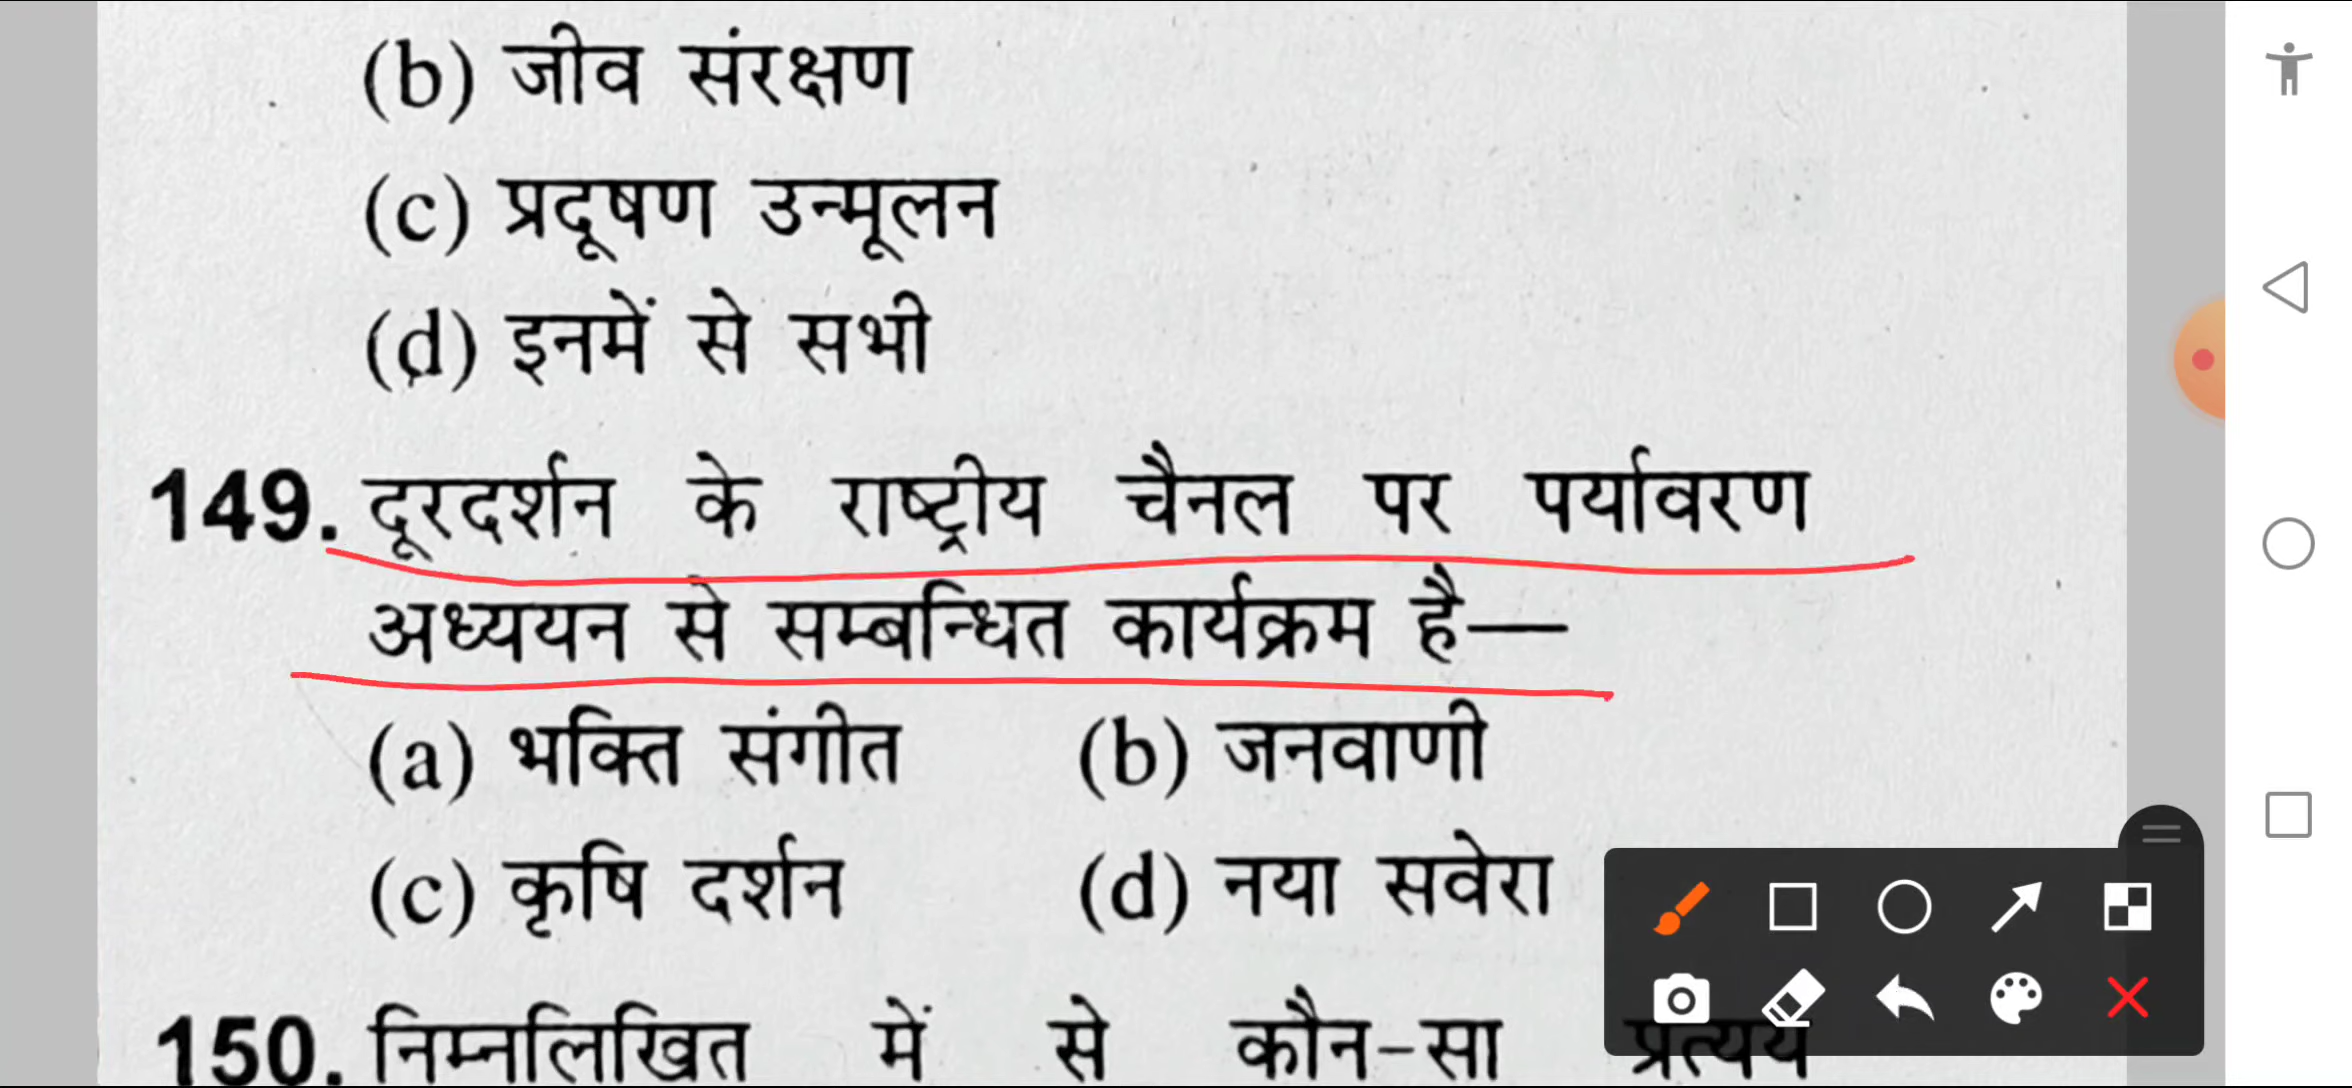 (b) जीव संरक्षण
(c) प्रदूषण उन्मूलन
(d) इनमें से सभी
149. दूरदर्शन के राष्ट्रीय चैनल पर पर्यावरण
अध्ययन से सम्बन्धित कार्यक्रम है—
(a) भक्ति संगीत (b) जनवाणी
(c) कृषि दर्शन (d) नया सवेरा
150. निम्नलिखित में से कौन-सा प्रत्यय